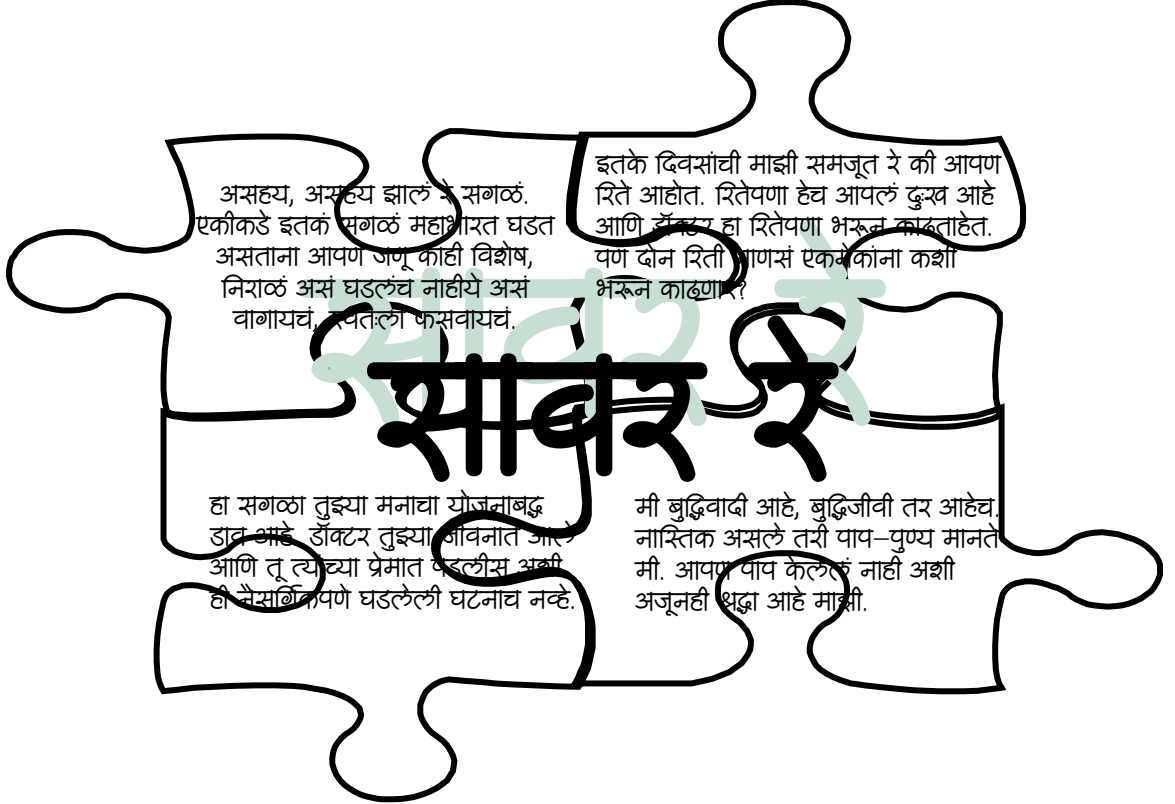 असह्य, असह्य झालं रे सगळं.
एकीकडे इतकं सगळं महाभारत घडत
असताना आपण जणू काही विशेष,
निराळं असं घडलंच नाहीये असं
वागायचं, स्वतःला फसवायचं.
इतके दिवसांची माझी समजूत रे की आपण
रिते आहोत. रितेपणा हेच आपलं दुःख आहे
आणि डॉक्टर हा रितेपणा भरून काढताहेत.
पण दोन रिती माणसं एकमेकांना कशी
भरून काढणार?
सावर रे
सावर रे
हा सगळा तुझ्या मनाचा योजनाबद्ध
डाव आहे. डॉक्टर तुझ्या जीवनात आले
आणि तू त्यांच्या प्रेमात पडलीस अशी
ही नैसर्गिकपणे घडलेली घटनाच नव्हे.
मी बुद्धिवादी आहे, बुद्धिजीवी तर आहेच.
नास्तिक असले तरी पाप–पुण्य मानते
मी. आपण पाप केलेलं नाही अशी
अजूनही श्रद्धा आहे माझी.